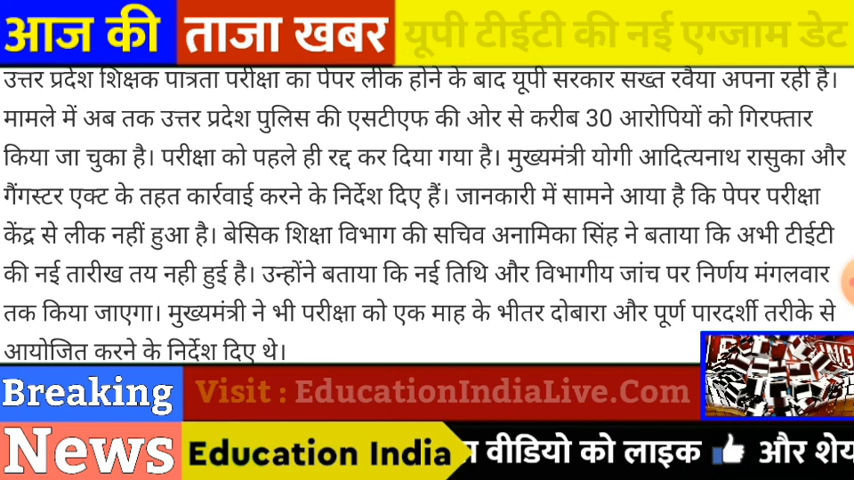 आज की ताजा खबर यूपी टीईटी की नई एग्जाम डेट
उत्तर प्रदेश शिक्षक पात्रता परीक्षा का पेपर लीक होने के बाद यूपी सरकार सख्त रवैया अपना रही है।
मामले में अब तक उत्तर प्रदेश पुलिस की एसटीएफ की ओर से करीब 30 आरोपियों को गिरफ्तार
किया जा चुका है। परीक्षा को पहले ही रद्द कर दिया गया है। मुख्यमंत्री योगी आदित्यनाथ रासुका और
गैंगस्टर एक्ट के तहत कार्रवाई करने के निर्देश दिए हैं। जानकारी में सामने आया है कि पेपर परीक्षा
केंद्र से लीक नहीं हुआ है। बेसिक शिक्षा विभाग की सचिव अनामिका सिंह ने बताया कि अभी टीईटी
की नई तारीख तय नही हुई है। उन्होंने बताया कि नई तिथि और विभागीय जांच पर निर्णय मंगलवार
तक किया जाएगा। मुख्यमंत्री ने भी परीक्षा को एक माह के भीतर दोबारा और पूर्ण पारदर्शी तरीके से
आयोजित करने के निर्देश दिए थे।
Breaking Visit : EducationIndiaLive.Com
News Education India वीडियो को लाइक और